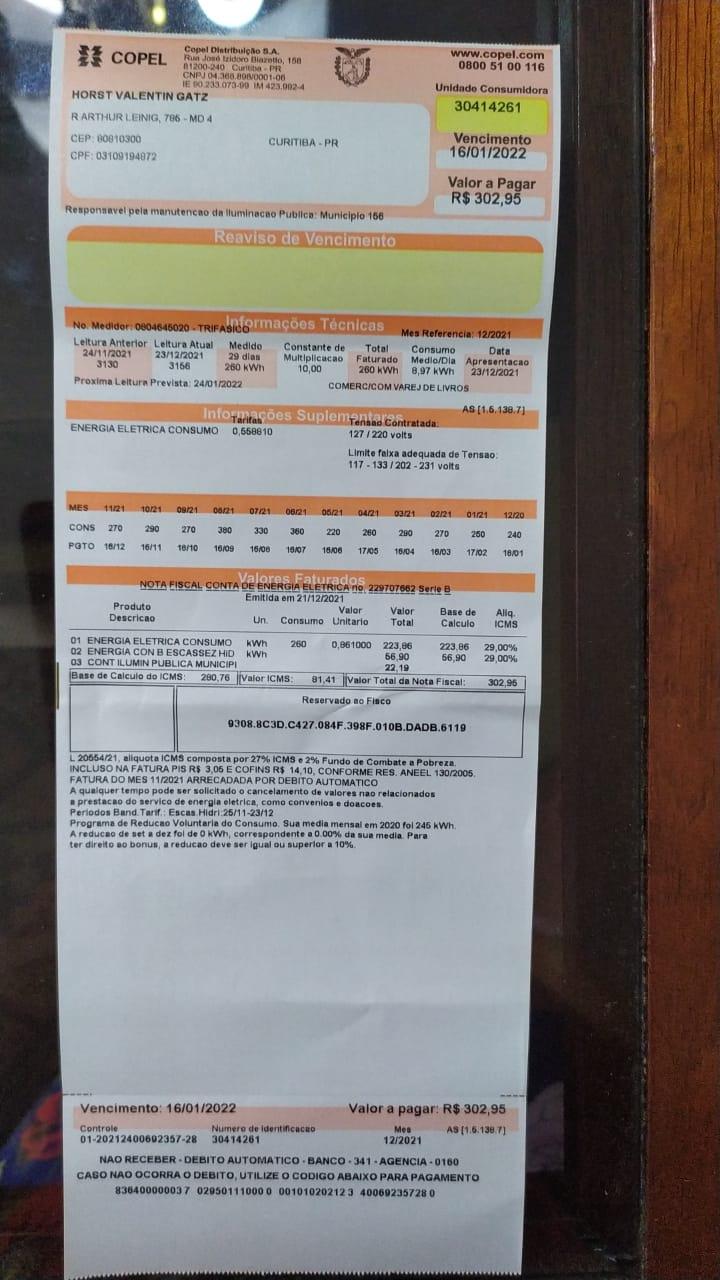 COPEL
Copel Distribuição S.A.
Rua José Izidoro Biazetto, 158
81200-240 Curitiba - PR
CNPJ 04.368.898/0001-06
IE 90.233.073-99 IM 423.992-4
www.copel.com
0800 51 00 116
HORST VALENTIN GATZ
R ARTHUR LEINIG, 786 - MD 4
CEP: 80810300 CURITIBA - PR
CPF: 03109194972
Unidade Consumidora
30414261
Vencimento
16/01/2022
Valor a Pagar
R$ 302,95
Responsavel pela manutencao da Iluminacao Publica: Municipio 156
Reaviso de Vencimento
Informações Técnicas
No. Medidor: 0804645020 - TRIFASICO Mes Referencia: 12/2021
Leitura Anterior Leitura Atual Medido Constante de Total Consumo Data
24/11/2021 23/12/2021 29 dias Multiplicacao Faturado Medio/Dia Apresentacao
3130 3156 260 kWh 10,00 260 kWh 8,97 kWh 23/12/2021
Proxima Leitura Prevista: 24/01/2022 COMERC/COM VAREJ DE LIVROS
Informações Suplementares AS [1.5.138.7]
Tarifas Tensao Contratada:
ENERGIA ELETRICA CONSUMO 0,558810 127 / 220 volts
Limite faixa adequada de Tensao:
117 - 133 / 202 - 231 volts
MES 11/21 10/21 09/21 08/21 07/21 06/21 05/21 04/21 03/21 02/21 01/21 12/20
CONS 270 290 270 380 330 360 220 260 290 270 250 240
PGTO 16/12 16/11 18/10 16/09 16/08 16/07 16/06 17/05 16/04 16/03 17/02 18/01
Valores Faturados
NOTA FISCAL CONTA DE ENERGIA ELETRICA no. 229707662 Serie B
Emitida em 21/12/2021
Produto Valor Valor Base de Aliq.
Descricao Un. Consumo Unitario Total Calculo ICMS
01 ENERGIA ELETRICA CONSUMO kWh 260 0,861000 223,86 223,86 29,00%
02 ENERGIA CON B ESCASSEZ HID kWh 56,90 56,90 29,00%
03 CONT ILUMIN PUBLICA MUNICIPI 22,19
Base de Calculo do ICMS: 280,76 Valor ICMS: 81,41 Valor Total da Nota Fiscal: 302,95
Reservado ao Fisco
9308.8C3D.C427.084F.398F.010B.DADB.6119
L 20554/21, aliquota ICMS composta por 27% ICMS e 2% Fundo de Combate a Pobreza.
INCLUSO NA FATURA PIS R$ 3,05 E COFINS R$ 14,10, CONFORME RES. ANEEL 130/2005.
FATURA DO MES 11/2021 ARRECADADA POR DEBITO AUTOMATICO
A qualquer tempo pode ser solicitado o cancelamento de valores nao relacionados
a prestacao do servico de energia eletrica, como convenios e doacoes.
Periodos Band.Tarif.: Escas.Hidri:25/11-23/12
Programa de Reducao Voluntaria do Consumo. Sua media mensal em 2020 foi 245 kWh.
A reducao de set a dez foi de 0 kWh, correspondente a 0.00% da sua media. Para
ter direito ao bonus, a reducao deve ser igual ou superior a 10%.
Vencimento: 16/01/2022 Valor a pagar: R$ 302,95
Controle Numero de Identificacao Mes AS [1.5.138.7]
01-20212400692357-28 30414261 12/2021
NAO RECEBER - DEBITO AUTOMATICO - BANCO - 341 - AGENCIA - 0160
CASO NAO OCORRA O DEBITO, UTILIZE O CODIGO ABAIXO PARA PAGAMENTO
83640000003 7 02950111000 0 00101020212 3 40069235728 0